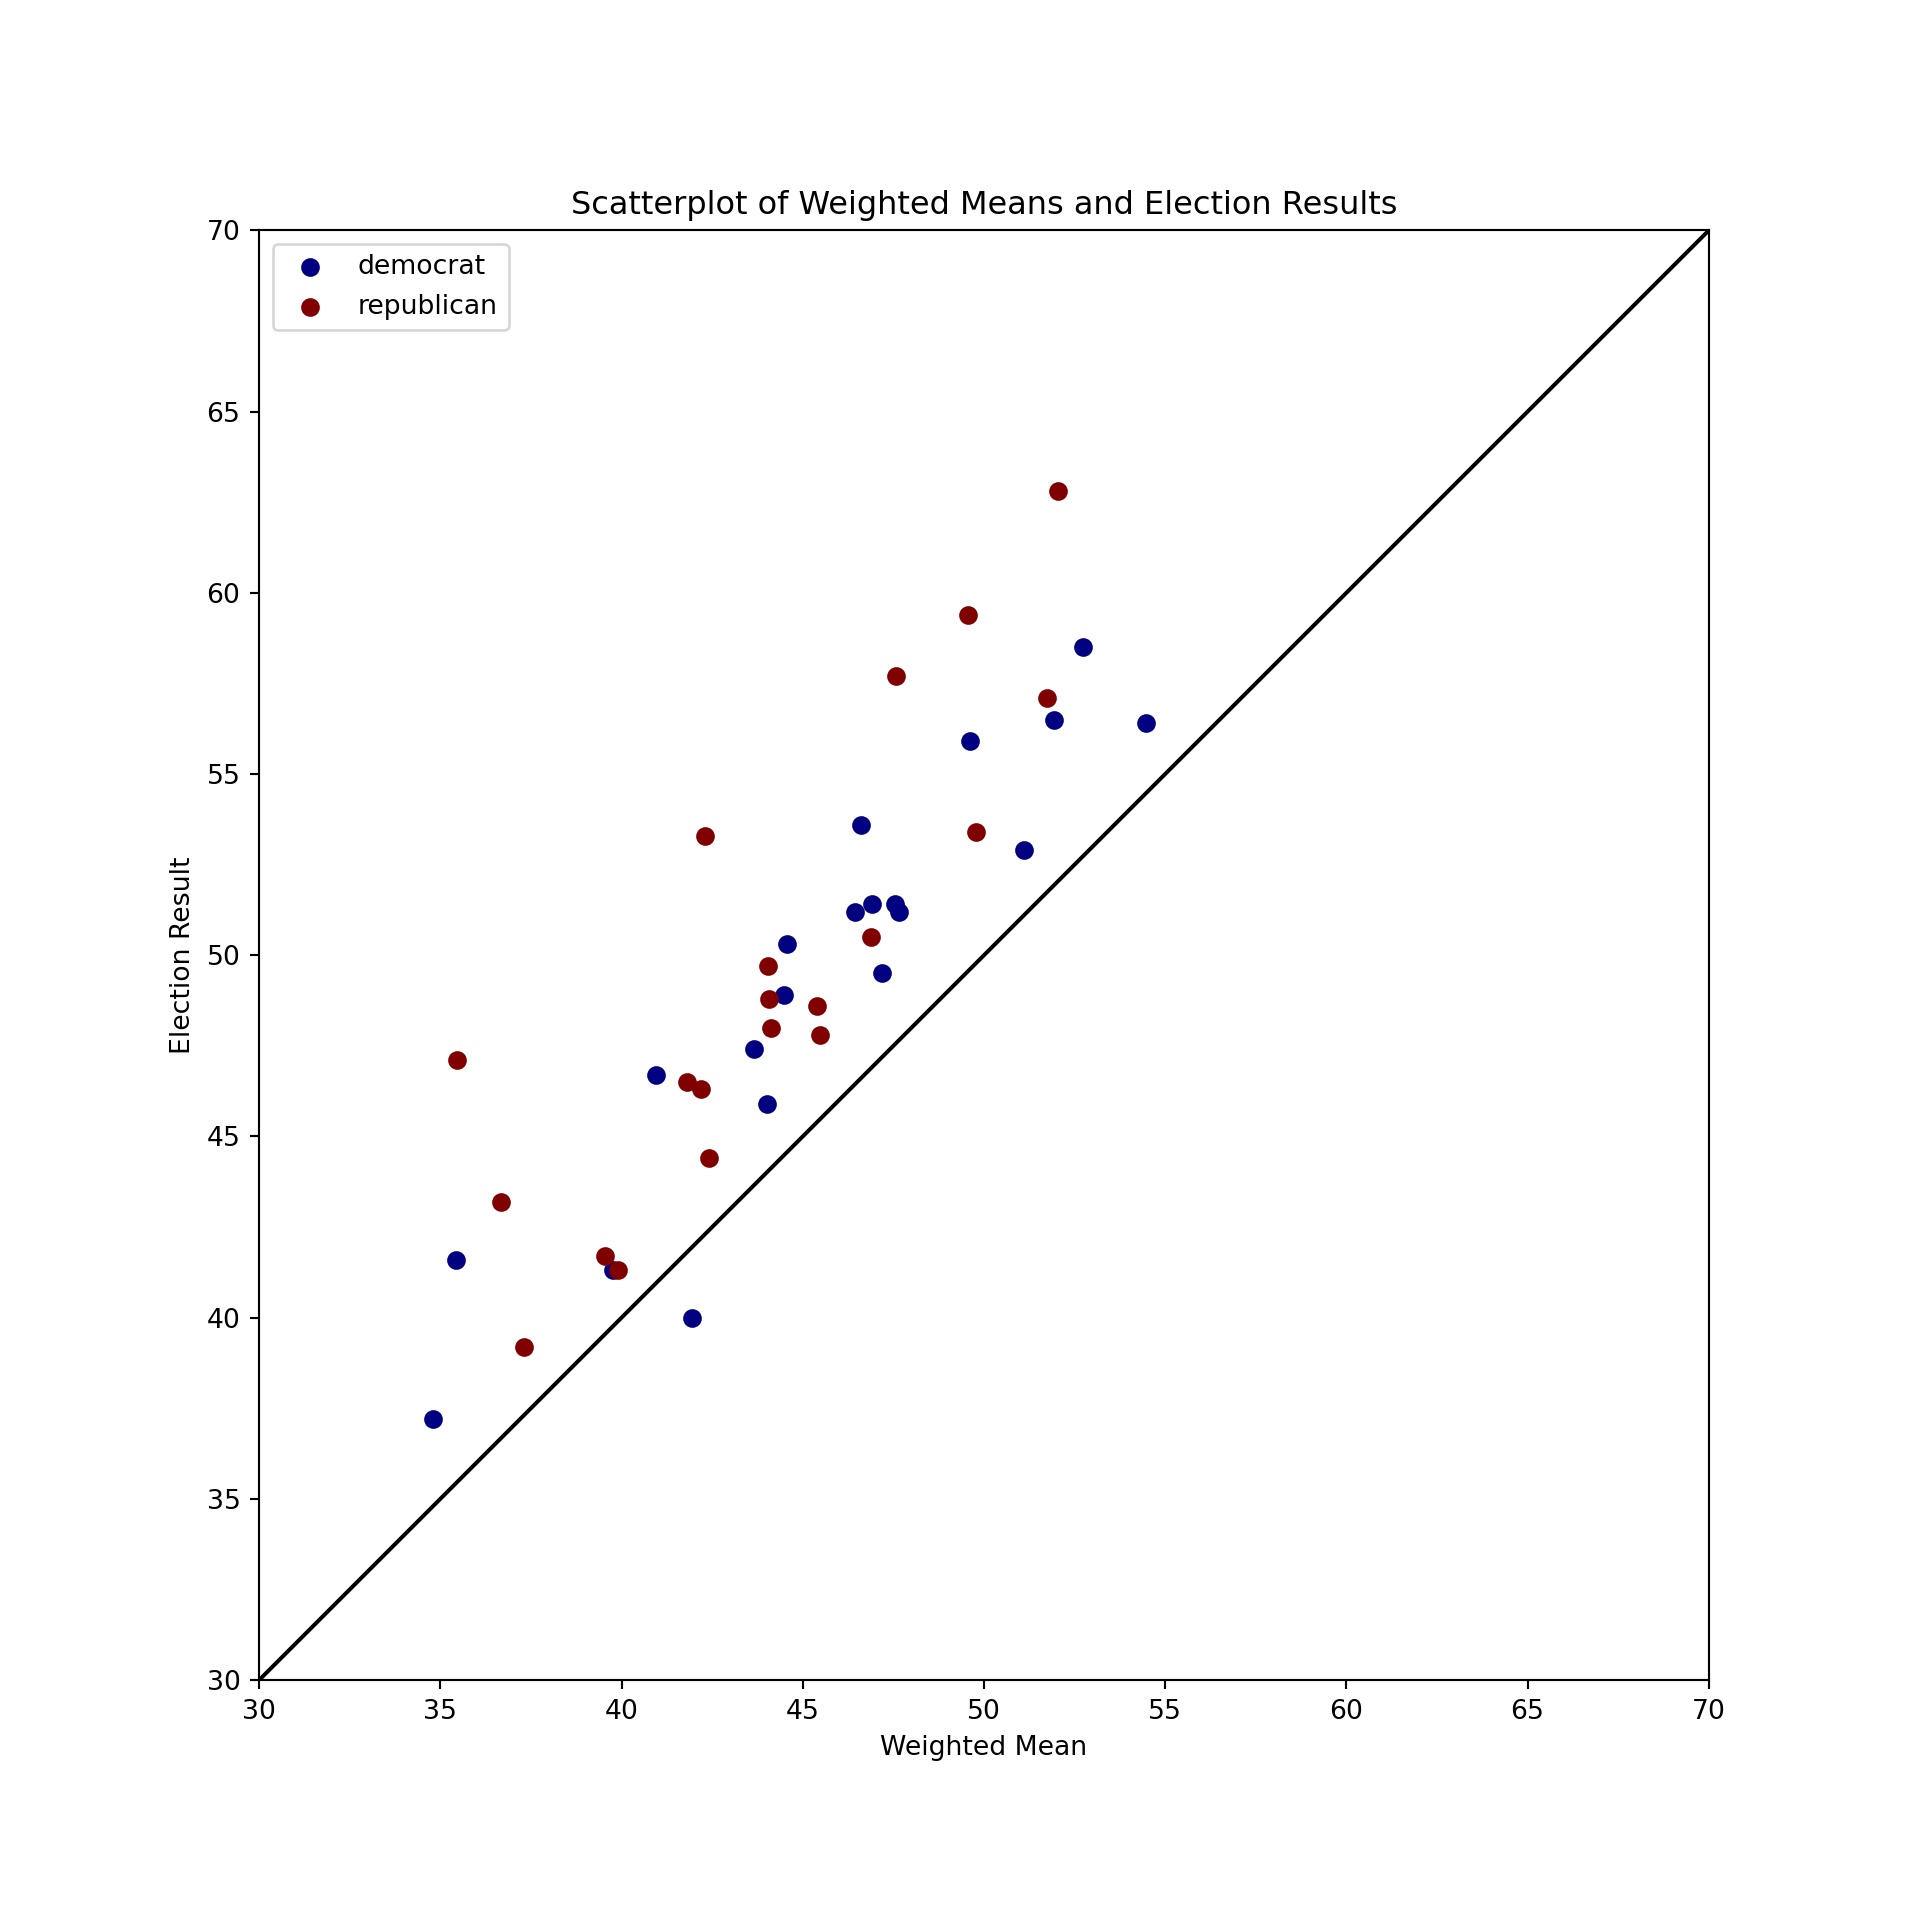 Scatterplot of Weighted Means and Election Results
democrat
republican
70
65
60
55
50
45
40
35
30
Election Result
30 35 40 45 50 55 60 65 70
Weighted Mean